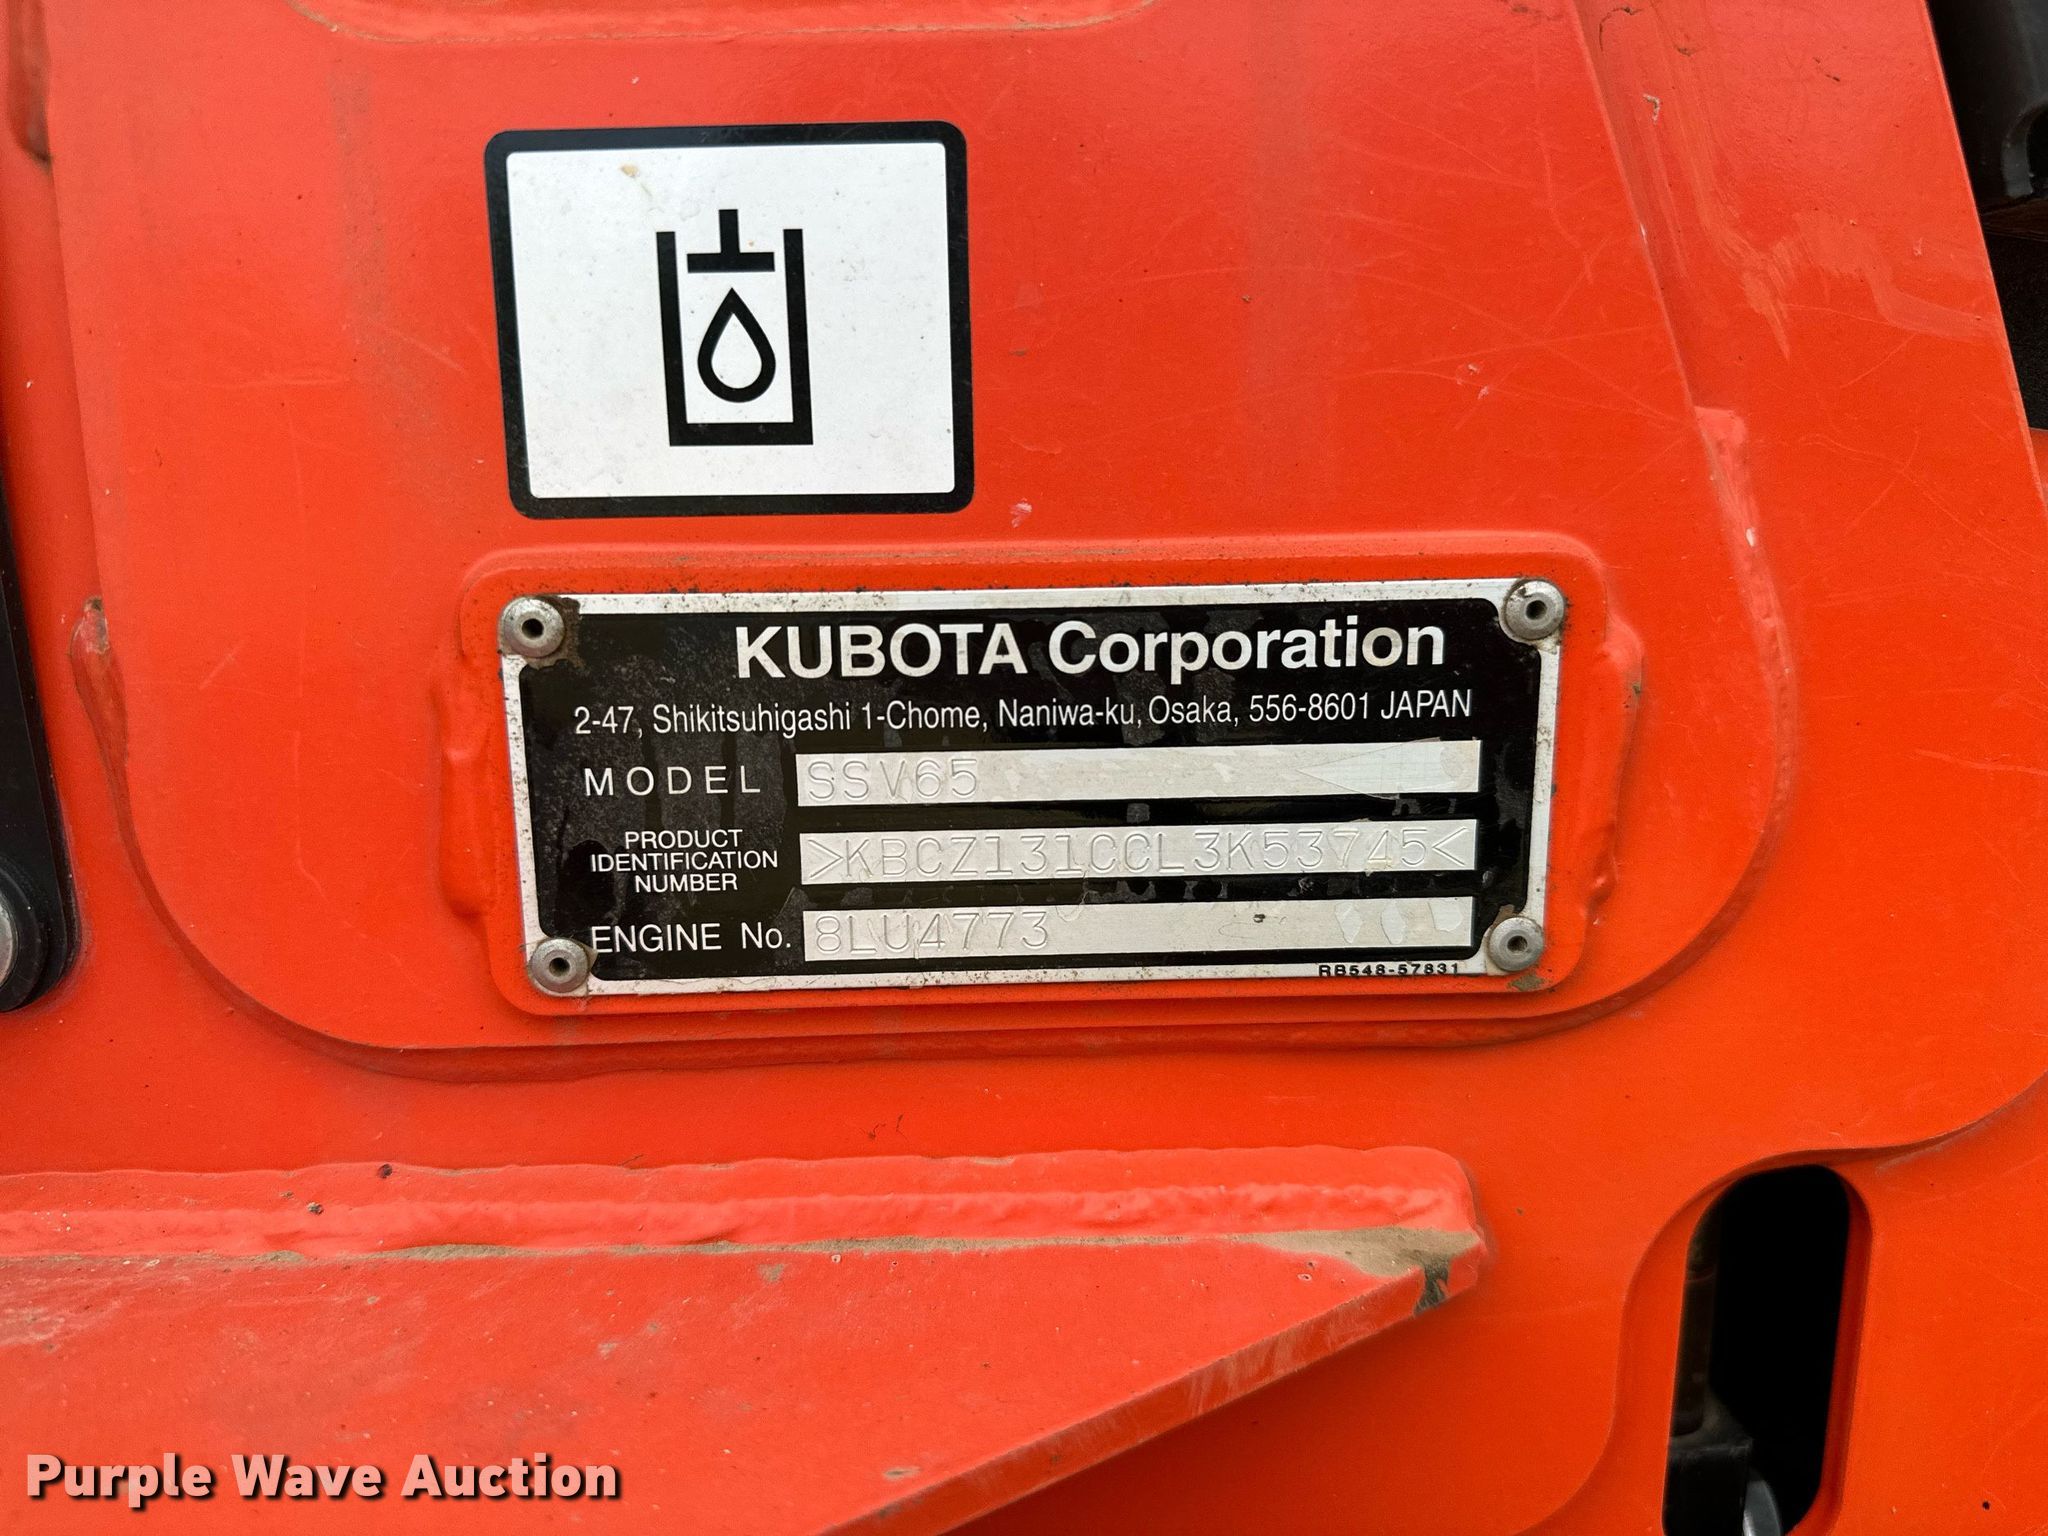 KUBOTA Corporation
2-47, Shikitsuhigashi 1-Chome, Naniwa-ku, Osaka, 556-8601 JAPAN
MODEL SSV65
PRODUCT IDENTIFICATION NUMBER >KBCZ131CCL3K53745<
ENGINE No. 8LU4773
RB548-57831
Purple Wave Auction